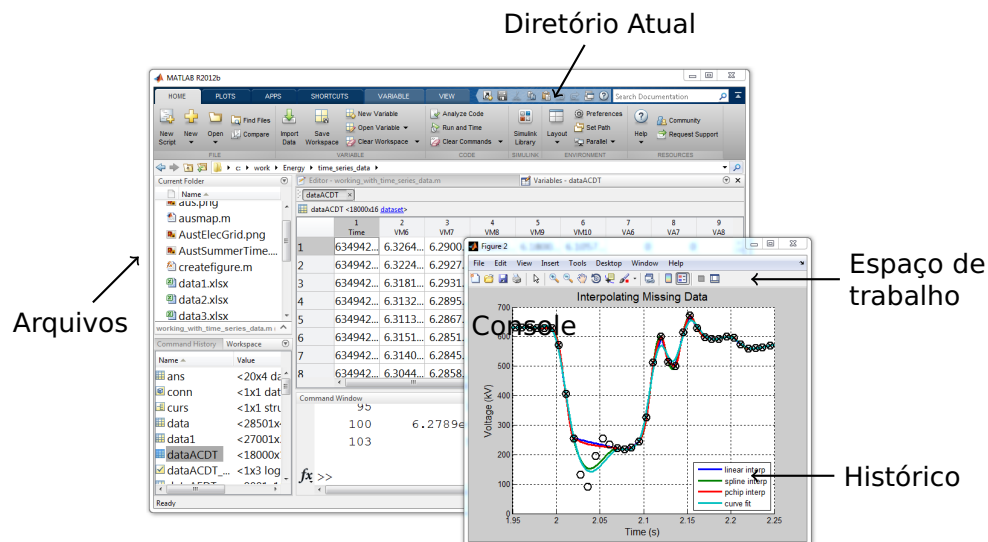 Diretório Atual
MATLAB R2012b
HOME PLOTS APPS SHORTCUTS VARIABLE VIEW Search Documentation
New Script New Open Find Files Compare Import Data Save Workspace New Variable Open Variable Clear Workspace Analyze Code Run and Time Clear Commands Simulink Library Layout Preferences Set Path Parallel Help Community Request Support
FILE VARIABLE CODE SIMULINK ENVIRONMENT RESOURCES
c: work Energy time_series_data
Current Folder
Editor - working_with_time_series_data.m
Variables - dataACDT
Name
dataACDT
dataACDT <18000x16 dataset>
aus.png
ausmap.m
AustElecGrid.png
AustSummerTime....
createfigure.m
data1.xlsx
data2.xlsx
data3.xlsx
working_with_time_series_data.m
1 2 3 4 5 6 7 8 9
Time VM6 VM7 VM8 VM9 VM10 VA6 VA7 VA8
1 634942... 6.3264... 6.2900
2 634942... 6.3224... 6.2927
3 634942... 6.3181... 6.2931
4 634942... 6.3132... 6.2895
5 634942... 6.3113... 6.2867
6 634942... 6.3151... 6.2851
7 634942... 6.3140... 6.2845
8 634942... 6.3044... 6.2858
Command History Workspace
Name Value
ans <20x4 da
conn <1x1 dat
curs <1x1 stru
data <28501x
data1 <27001x
dataACDT <18000x
dataACDT_... <1x3 log
Command Window
95
100 6.2789e
103
fx >>
Ready
Figure 2
File Edit View Insert Tools Desktop Window Help
Interpolating Missing Data
Console
Voltage (kV)
700
600
500
400
300
200
100
0
1.95 2 2.05 2.1 2.15 2.2 2.25
Time (s)
linear interp
spline interp
pchip interp
curve fit
Arquivos
Espaço de
trabalho
Histórico